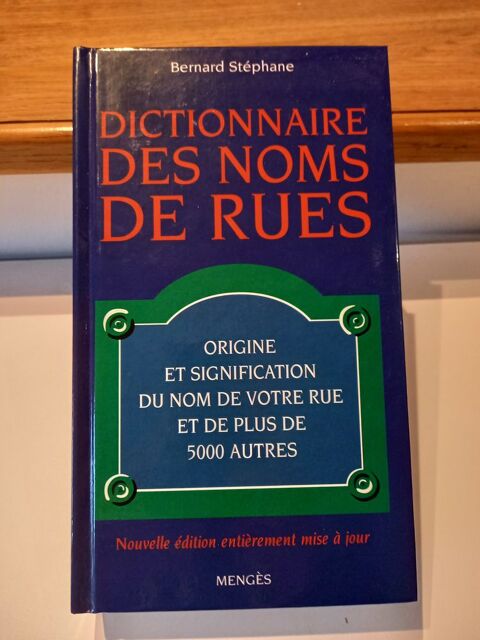 Bernard Stéphane
DICTIONNAIRE
DES NOMS
DE RUES
ORIGINE
ET SIGNIFICATION
DU NOM DE VOTRE RUE
ET DE PLUS DE
5000 AUTRES
Nouvelle édition entièrement mise à jour
MENGÈS